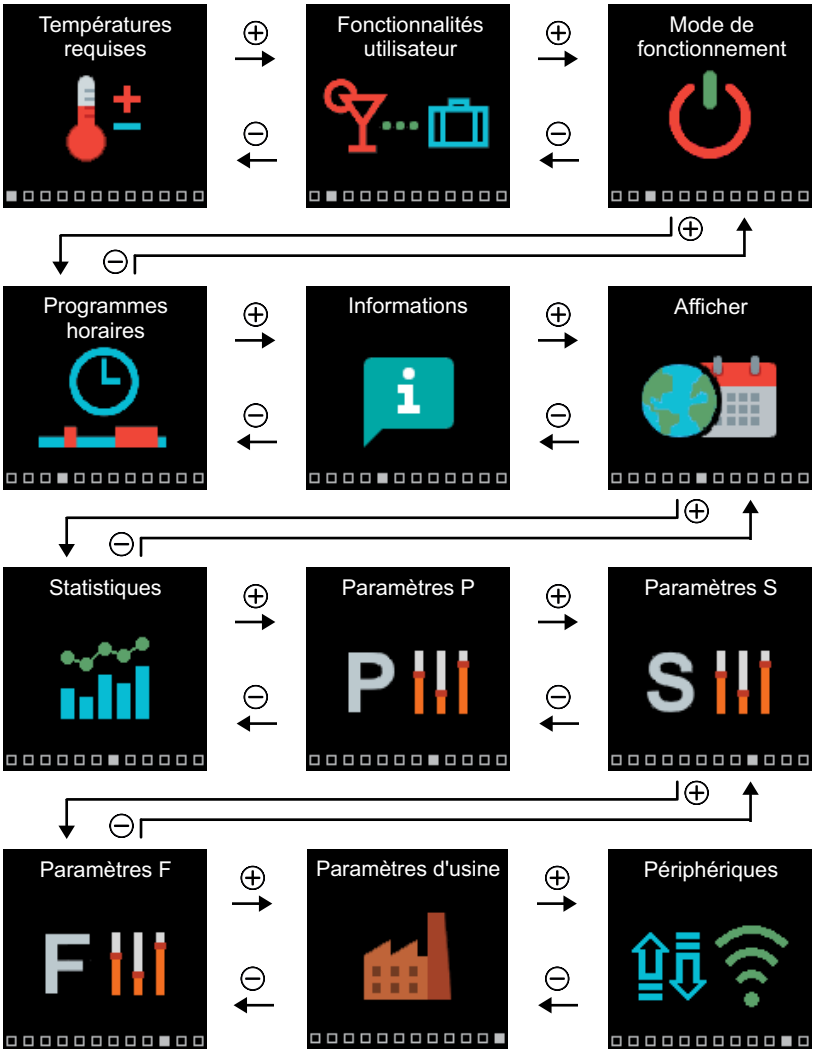 Températures
requises
Fonctionnalités
utilisateur
Mode de
fonctionnement
Programmes
horaires
Informations
Afficher
Statistiques
Paramètres P
P
Paramètres S
S
Paramètres F
F
Paramètres d'usine
Périphériques